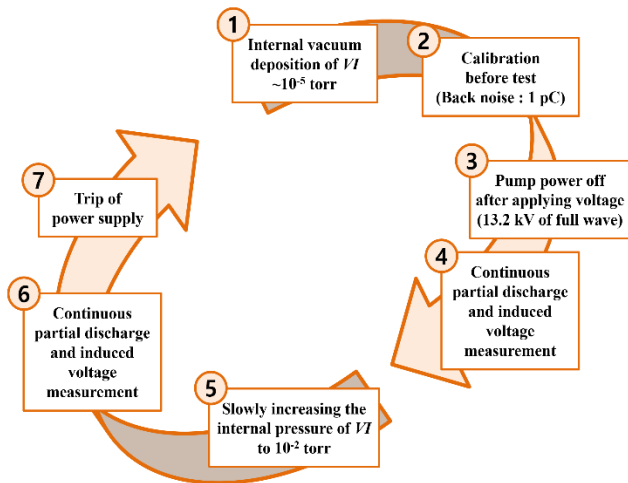 1
Internal vacuum
deposition of VI
~10⁻⁵ torr
2
Calibration
before test
(Back noise : 1 pC)
3
Pump power off
after applying voltage
(13.2 kV of full wave)
4
Continuous
partial discharge
and induced
voltage
measurement
5
Slowly increasing the
internal pressure of VI
to 10⁻² torr
6
Continuous
partial discharge
and induced
voltage
measurement
7
Trip of
power supply